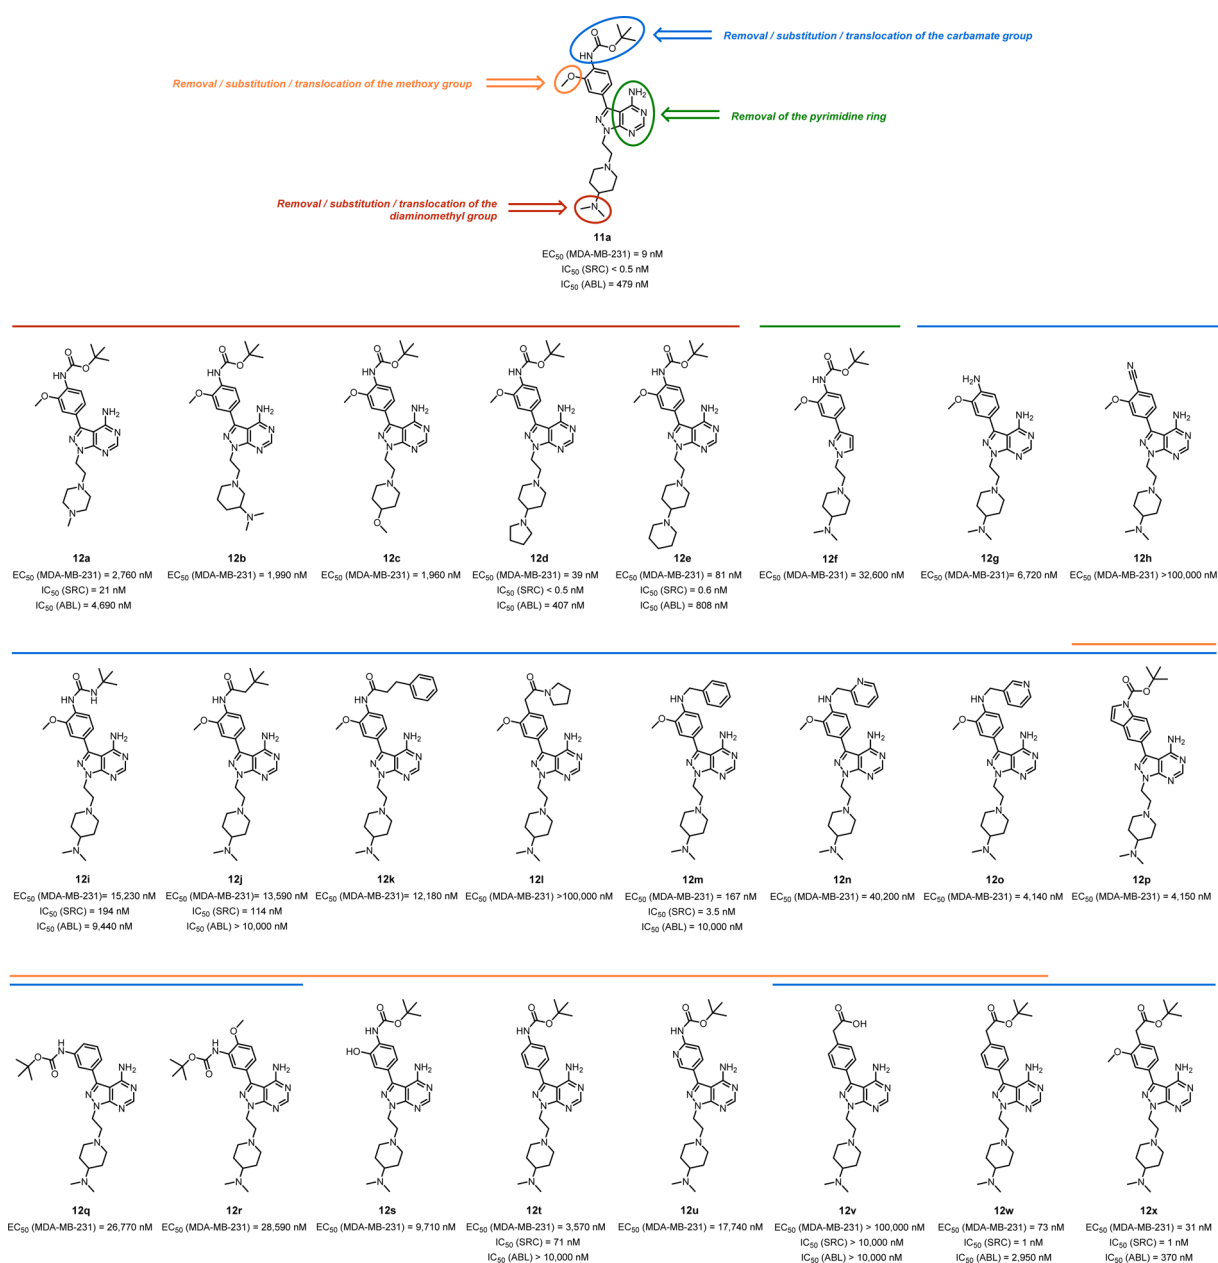 Removal / substitution / translocation of the carbamate group
Removal / substitution / translocation of the methoxy group
Removal of the pyrimidine ring
Removal / substitution / translocation of the
diaminomethyl group
11a
EC50 (MDA-MB-231) = 9 nM
IC50 (SRC) < 0.5 nM
IC50 (ABL) = 479 nM
12a
EC50 (MDA-MB-231) = 2,760 nM
IC50 (SRC) = 21 nM
IC50 (ABL) = 4,690 nM
12b
EC50 (MDA-MB-231) = 1,990 nM
12c
EC50 (MDA-MB-231) = 1,960 nM
12d
EC50 (MDA-MB-231) = 39 nM
IC50 (SRC) < 0.5 nM
IC50 (ABL) = 407 nM
12e
EC50 (MDA-MB-231) = 81 nM
IC50 (SRC) = 0.6 nM
IC50 (ABL) = 808 nM
12f
EC50 (MDA-MB-231) = 32,600 nM
12g
EC50 (MDA-MB-231)= 6,720 nM
12h
EC50 (MDA-MB-231) >100,000 nM
12i
EC50 (MDA-MB-231)= 15,230 nM
IC50 (SRC) = 194 nM
IC50 (ABL) = 9,440 nM
12j
EC50 (MDA-MB-231)= 13,590 nM
IC50 (SRC) = 114 nM
IC50 (ABL) > 10,000 nM
12k
EC50 (MDA-MB-231)= 12,180 nM
12l
EC50 (MDA-MB-231) >100,000 nM
12m
EC50 (MDA-MB-231) = 167 nM
IC50 (SRC) = 3.5 nM
IC50 (ABL) = 10,000 nM
12n
EC50 (MDA-MB-231) = 40,200 nM
12o
EC50 (MDA-MB-231) = 4,140 nM
12p
EC50 (MDA-MB-231) = 4,150 nM
12q
EC50 (MDA-MB-231) = 26,770 nM
12r
EC50 (MDA-MB-231) = 28,590 nM
12s
EC50 (MDA-MB-231) = 9,710 nM
12t
EC50 (MDA-MB-231) = 3,570 nM
IC50 (SRC) = 71 nM
IC50 (ABL) > 10,000 nM
12u
EC50 (MDA-MB-231) = 17,740 nM
12v
EC50 (MDA-MB-231) > 100,000 nM
IC50 (SRC) > 10,000 nM
IC50 (ABL) > 10,000 nM
12w
EC50 (MDA-MB-231) = 73 nM
IC50 (SRC) = 1 nM
IC50 (ABL) = 2,950 nM
12x
EC50 (MDA-MB-231) = 31 nM
IC50 (SRC) = 1 nM
IC50 (ABL) = 370 nM